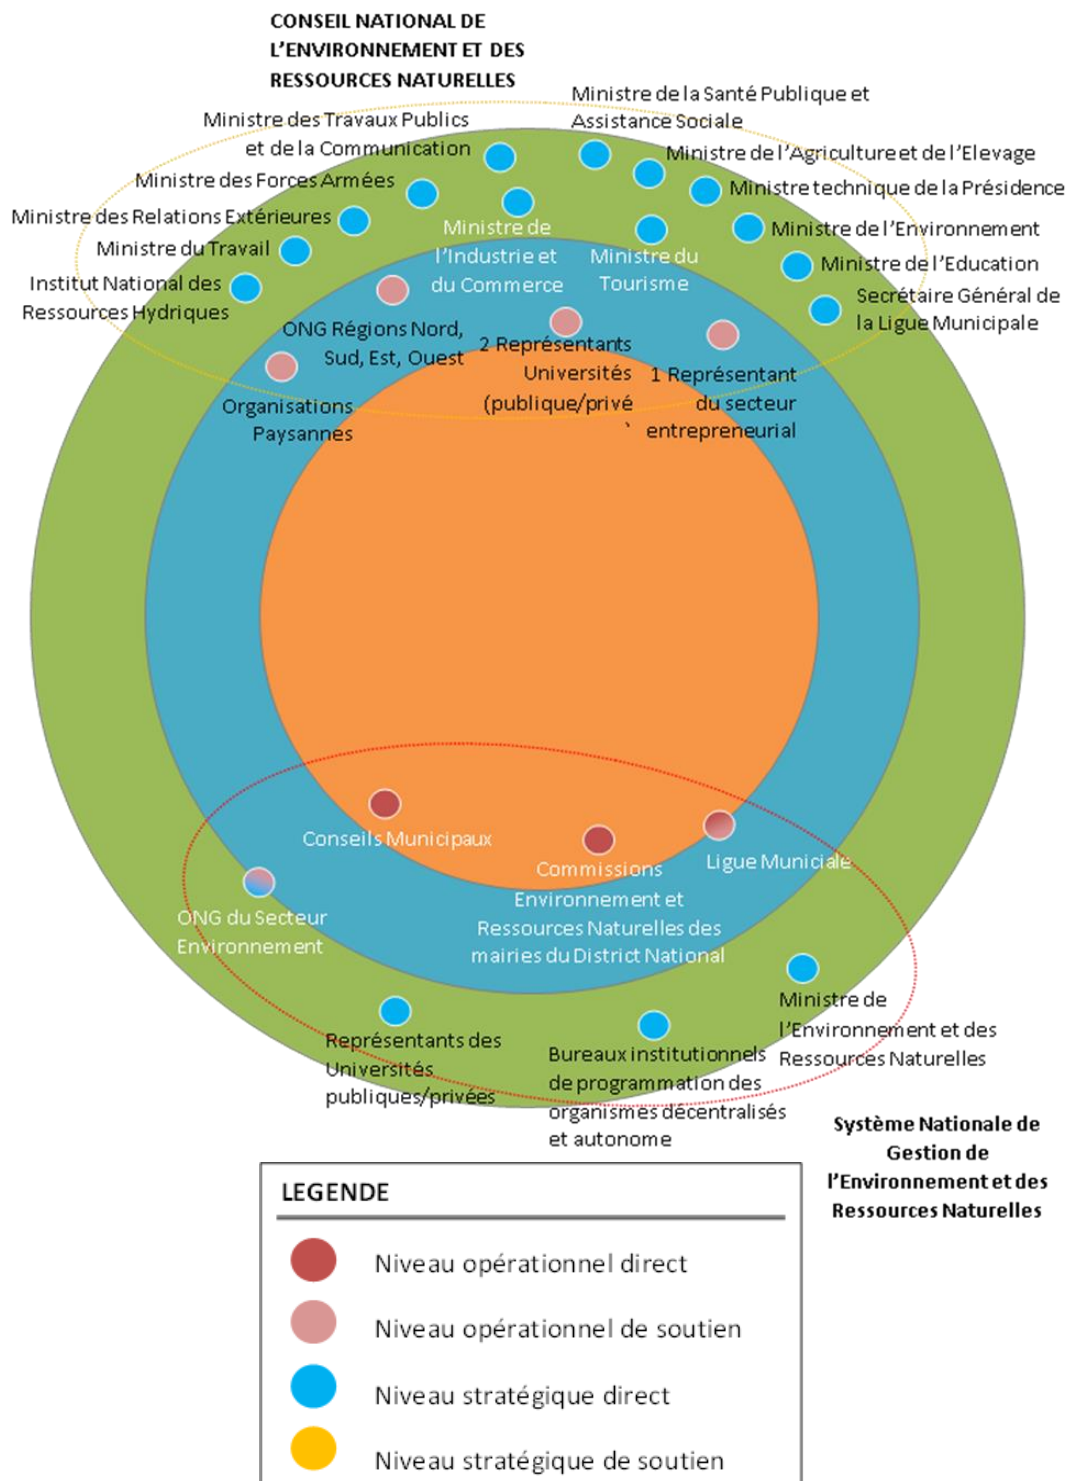 CONSEIL NATIONAL DE
L'ENVIRONNEMENT ET DES
RESSOURCES NATURELLES
Ministre de la Santé Publique et
Assistance Sociale
Ministre des Travaux Publics
et de la Communication
Ministre de l'Agriculture et de l'Elevage
Ministre des Forces Armées
Ministre technique de la Présidence
Ministre des Relations Extérieures
Ministre de l'Environnement
Ministre du Travail
Ministre de
l'Industrie et
du Commerce
Ministre du
Tourisme
Ministre de l'Education
Institut National des
Ressources Hydriques
Secrétaire Général de
la Ligue Municipale
ONG Régions Nord,
Sud, Est, Ouest
2 Représentants
Universités
(publique/privé
1 Représentant
du secteur
entrepreneurial
Organisations
Paysannes
Conseils Municipaux
Commissions
Environnement et
Ressources Naturelles des
mairies du District National
Ligue Municiale
ONG du Secteur
Environnement
Ministre de
l'Environnement et des
Ressources Naturelles
Représentants des
Universités
publiques/privées
Bureaux institutionnels
de programmation des
organismes décentralisés
et autonome
Système Nationale de
Gestion de
l'Environnement et des
Ressources Naturelles
LEGENDE
Niveau opérationnel direct
Niveau opérationnel de soutien
Niveau stratégique direct
Niveau stratégique de soutien